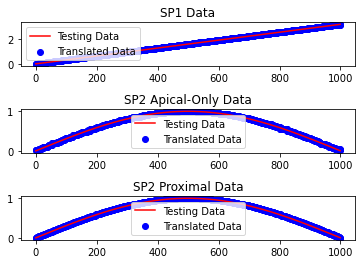 SP1 Data
2
0
Testing Data
Translated Data
0 200 400 600 800 1000
SP2 Apical-Only Data
1
0
Testing Data
Translated Data
0 200 400 600 800 1000
SP2 Proximal Data
1
0
Testing Data
Translated Data
0 200 400 600 800 1000